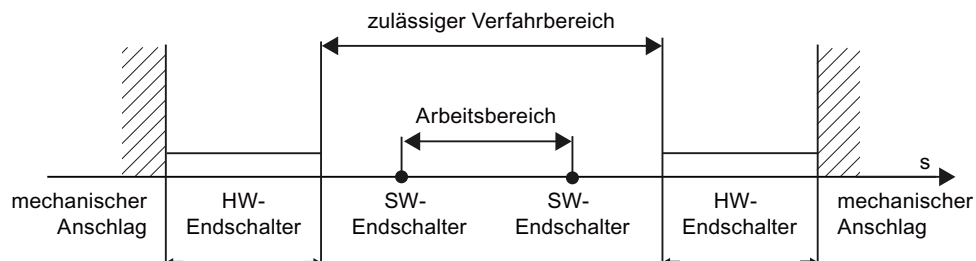 zulässiger Verfahrbereich
Arbeitsbereich
s
mechanischer
Anschlag
HW-
Endschalter
SW-
Endschalter
SW-
Endschalter
HW-
Endschalter
mechanischer
Anschlag